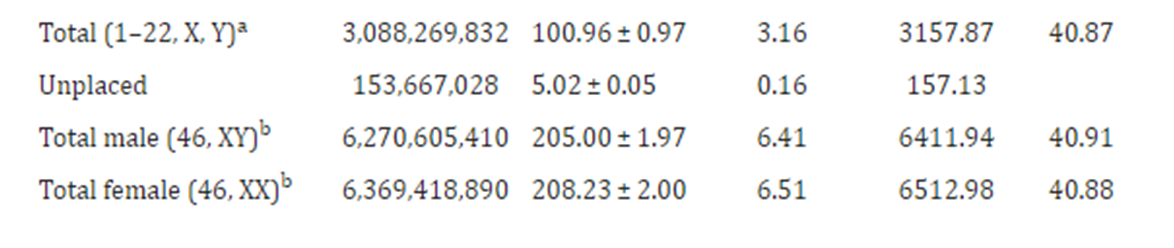 Total (1–22, X, Y)ᵃ 3,088,269,832 100.96 ± 0.97 3.16 3157.87 40.87
Unplaced 153,667,028 5.02 ± 0.05 0.16 157.13
Total male (46, XY)ᵇ 6,270,605,410 205.00 ± 1.97 6.41 6411.94 40.91
Total female (46, XX)ᵇ 6,369,418,890 208.23 ± 2.00 6.51 6512.98 40.88